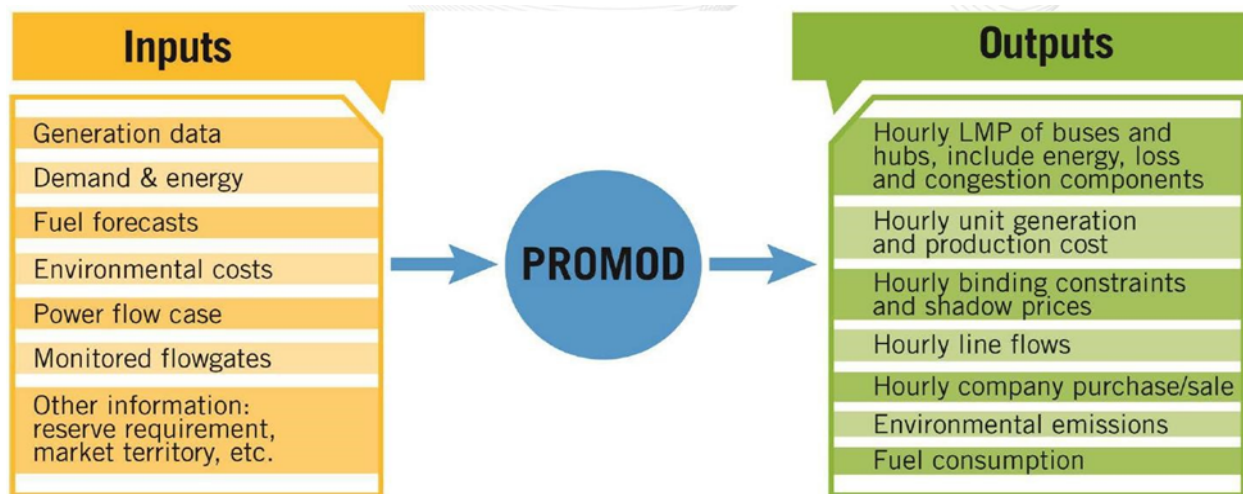 Inputs
Generation data
Demand & energy
Fuel forecasts
Environmental costs
Power flow case
Monitored flowgates
Other information:
reserve requirement,
market territory, etc.
PROMOD
Outputs
Hourly LMP of buses and
hubs, include energy, loss
and congestion components
Hourly unit generation
and production cost
Hourly binding constraints
and shadow prices
Hourly line flows
Hourly company purchase/sale
Environmental emissions
Fuel consumption